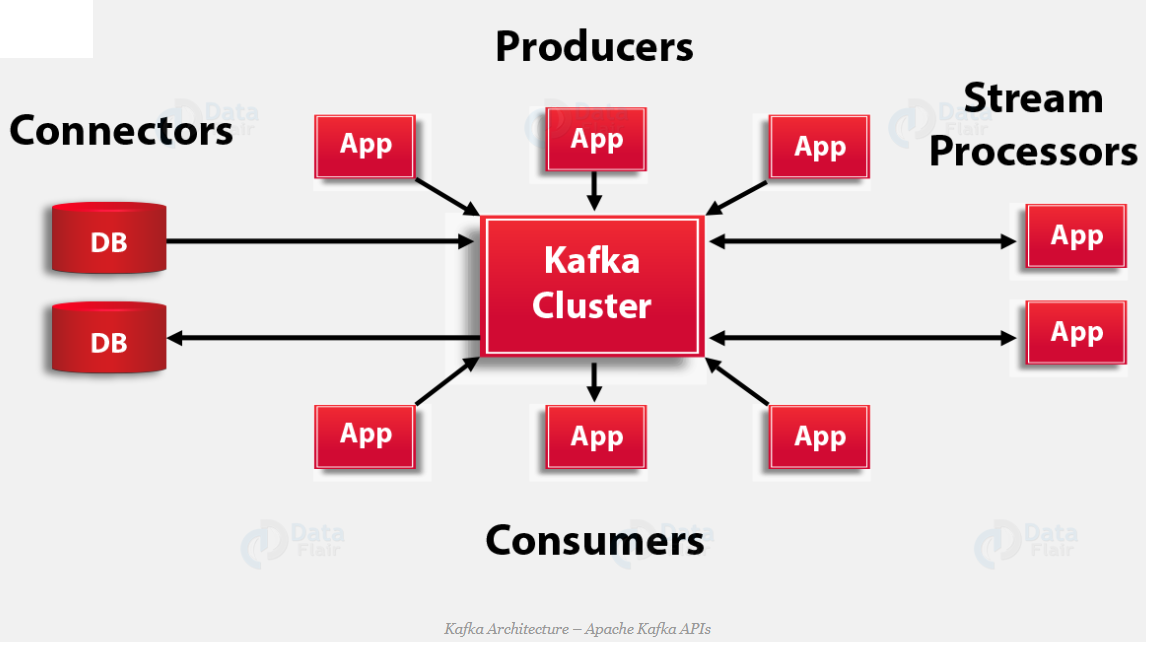 Producers
Stream
Processors
Connectors
App
App
App
DB
Kafka
Cluster
App
DB
App
App
App
App
Consumers
Data
Flair
Data
Flair
Data
Flair
Data
Flair
Data
Flair
Kafka Architecture – Apache Kafka APIs